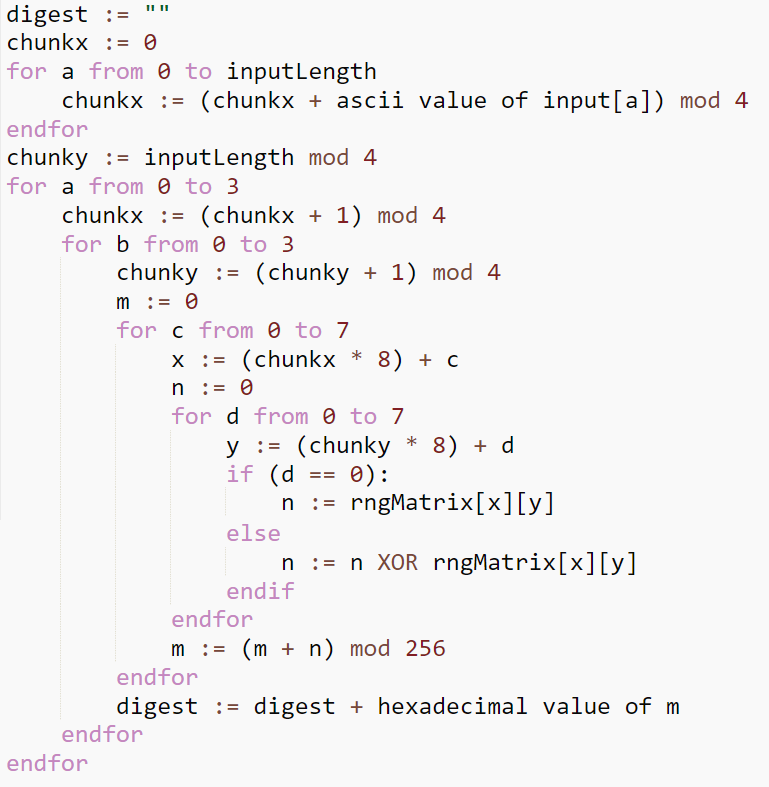 digest := ""
chunkx := 0
for a from 0 to inputLength
    chunkx := (chunkx + ascii value of input[a]) mod 4
endfor
chunky := inputLength mod 4
for a from 0 to 3
    chunkx := (chunkx + 1) mod 4
    for b from 0 to 3
        chunky := (chunky + 1) mod 4
        m := 0
        for c from 0 to 7
            x := (chunkx * 8) + c
            n := 0
            for d from 0 to 7
                y := (chunky * 8) + d
                if (d == 0):
                    n := rngMatrix[x][y]
                else
                    n := n XOR rngMatrix[x][y]
                endif
            endfor
            m := (m + n) mod 256
        endfor
        digest := digest + hexadecimal value of m
    endfor
endfor